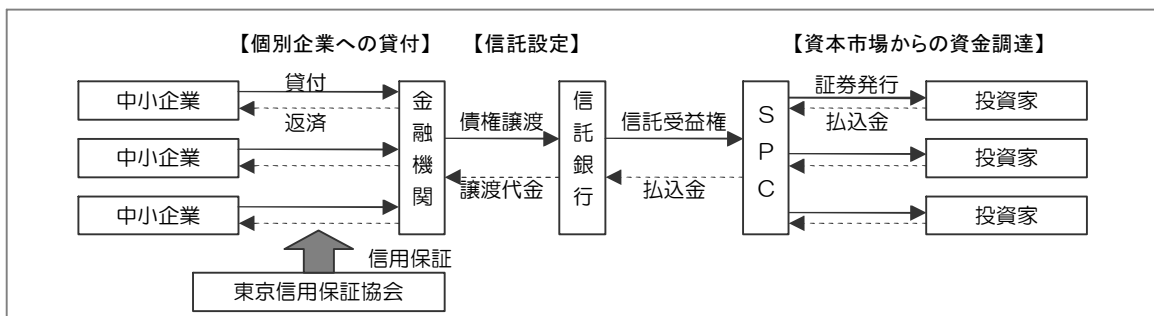 【個別企業への貸付】 【信託設定】 【資本市場からの資金調達】
中小企業
貸付
返済
中小企業
中小企業
金融機関
債権譲渡
譲渡代金
信託銀行
信託受益権
払込金
SPC
証券発行
払込金
投資家
投資家
投資家
信用保証
東京信用保証協会